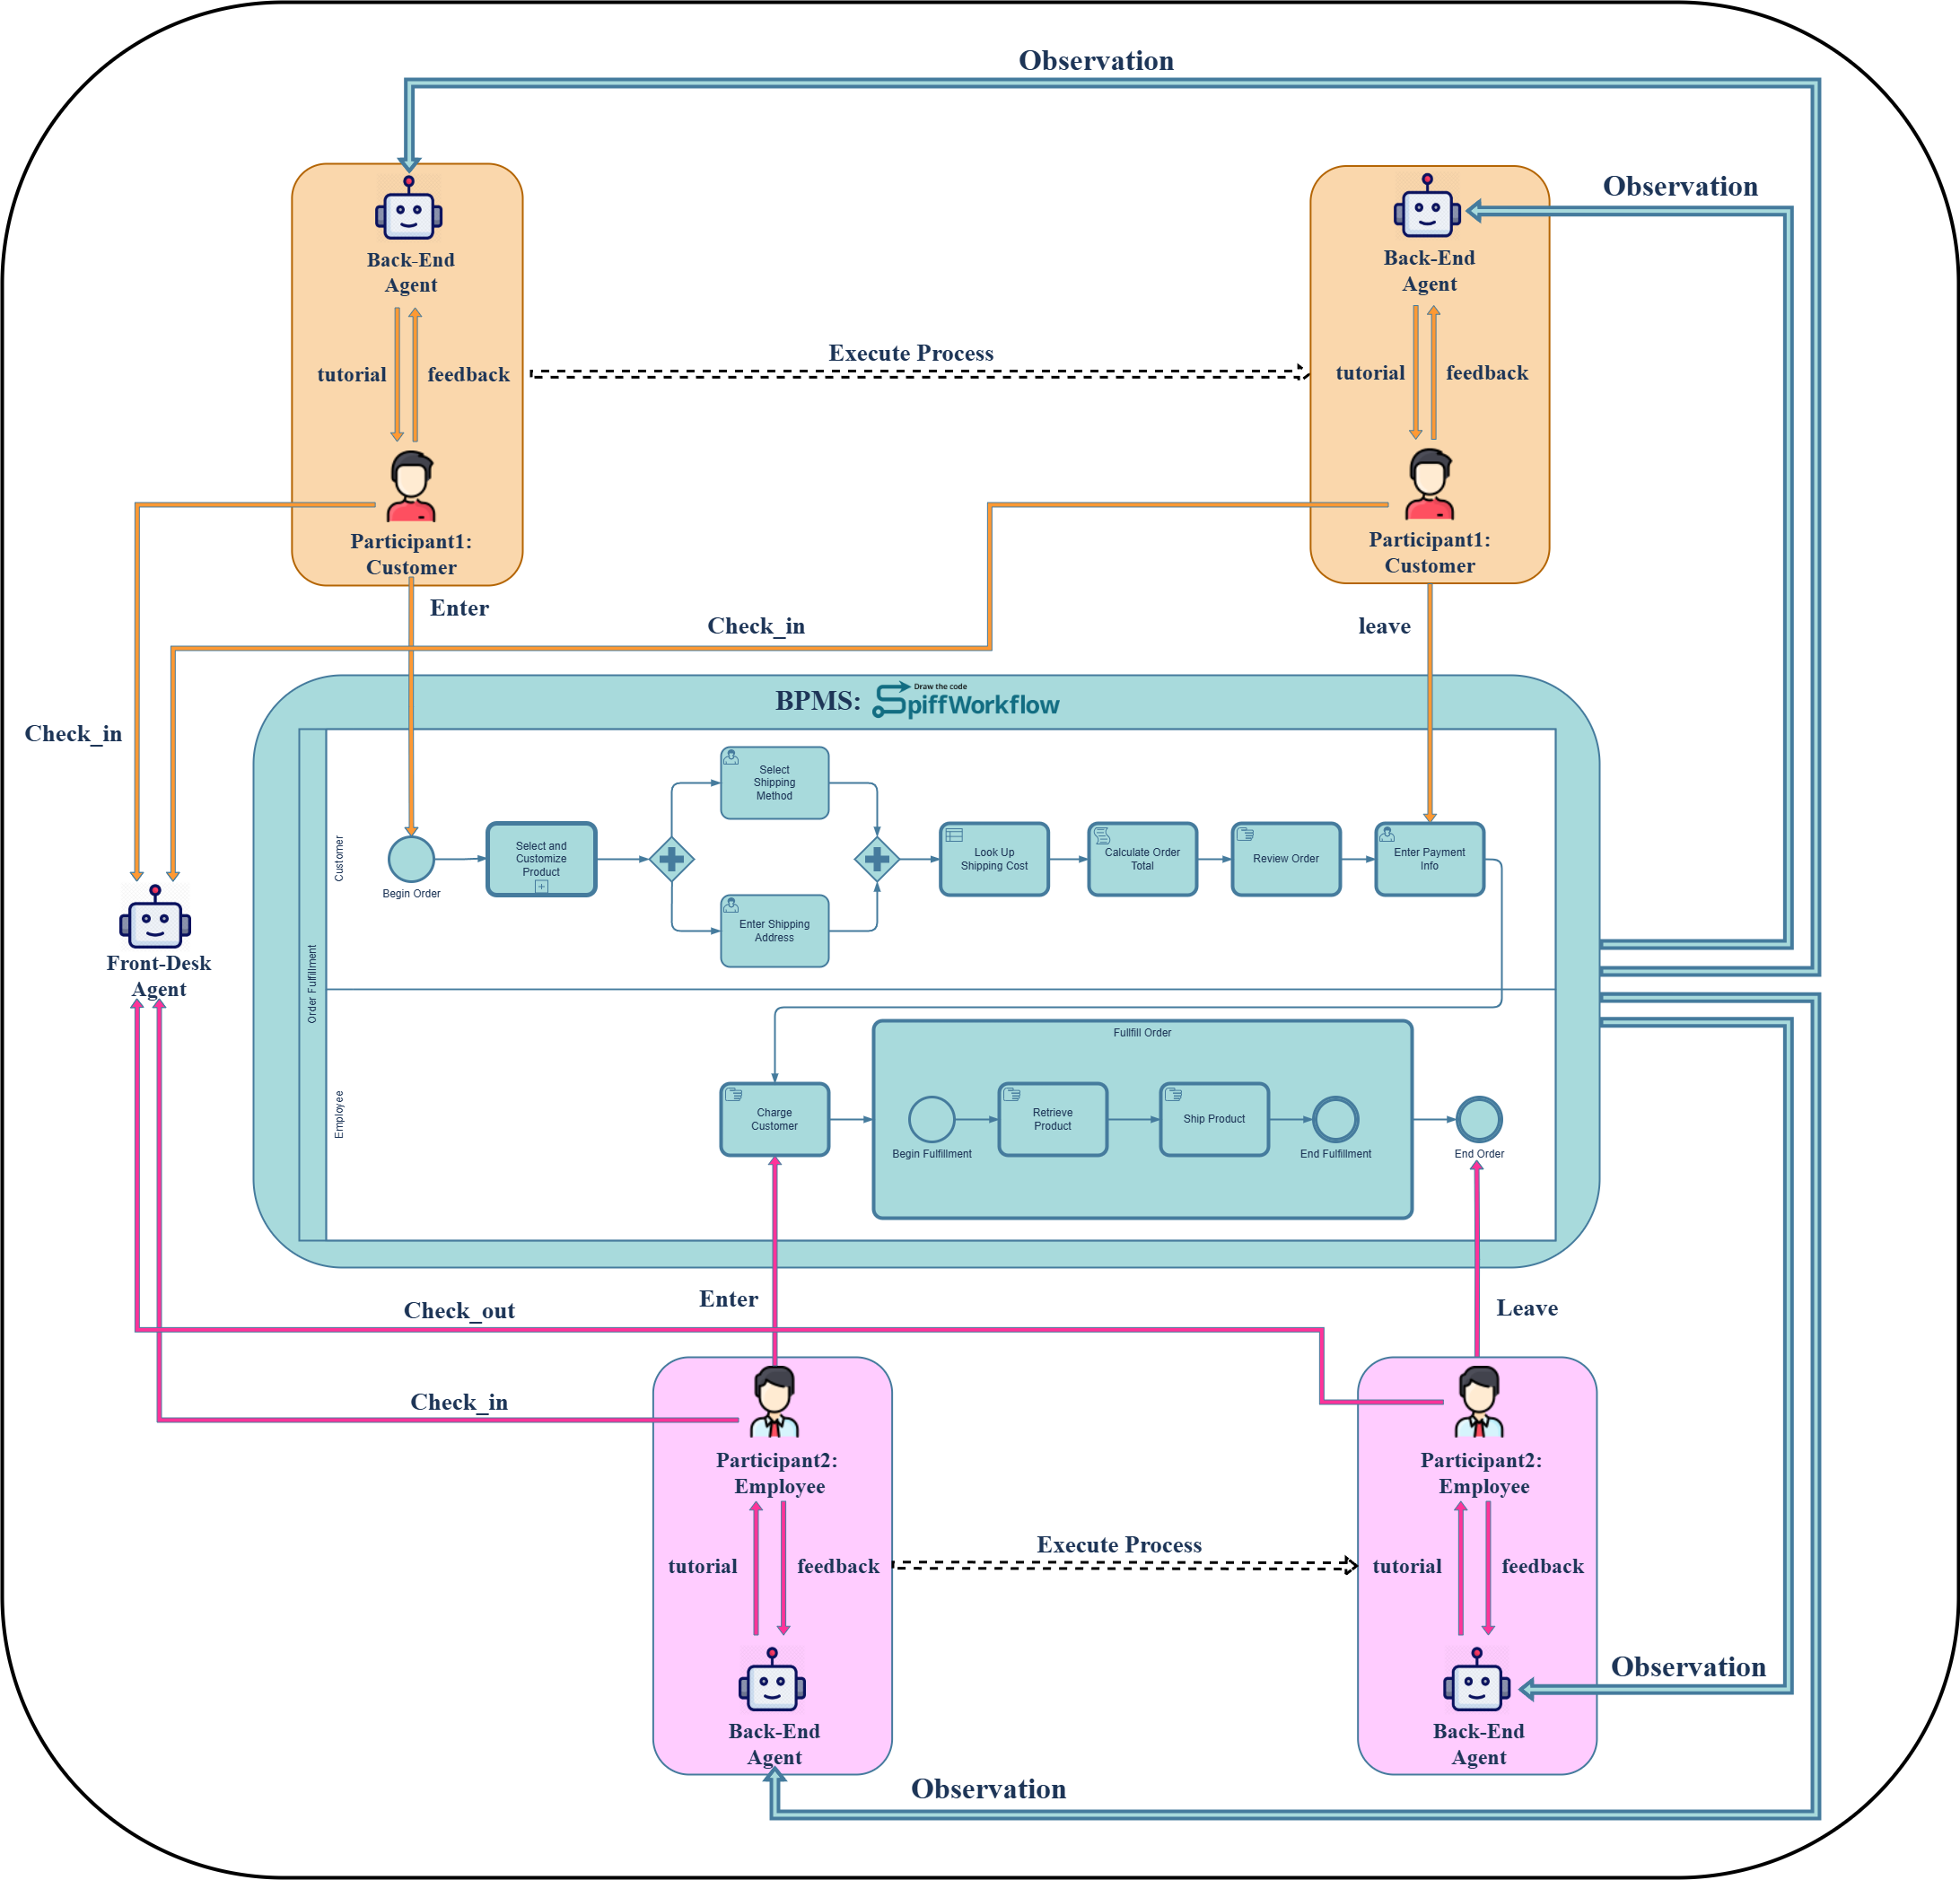 Observation
Observation
Back-End
Agent
Back-End
Agent
Execute Process
tutorial
feedback
tutorial
feedback
Participant1:
Customer
Participant1:
Customer
Enter
Check_in
leave
Check_in
BPMS:
Draw the code
SpiffWorkflow
Order Fulfillment
Customer
Begin Order
Select and
Customize
Product
Select
Shipping
Method
Enter Shipping
Address
Look Up
Shipping Cost
Calculate Order
Total
Review Order
Enter Payment
Info
Front-Desk
Agent
Employee
Charge
Customer
Fullfill Order
Begin Fulfillment
Retrieve
Product
Ship Product
End Fulfillment
End Order
Enter
Leave
Check_out
Check_in
Participant2:
Employee
Participant2:
Employee
Execute Process
tutorial
feedback
tutorial
feedback
Observation
Back-End
Agent
Back-End
Agent
Observation